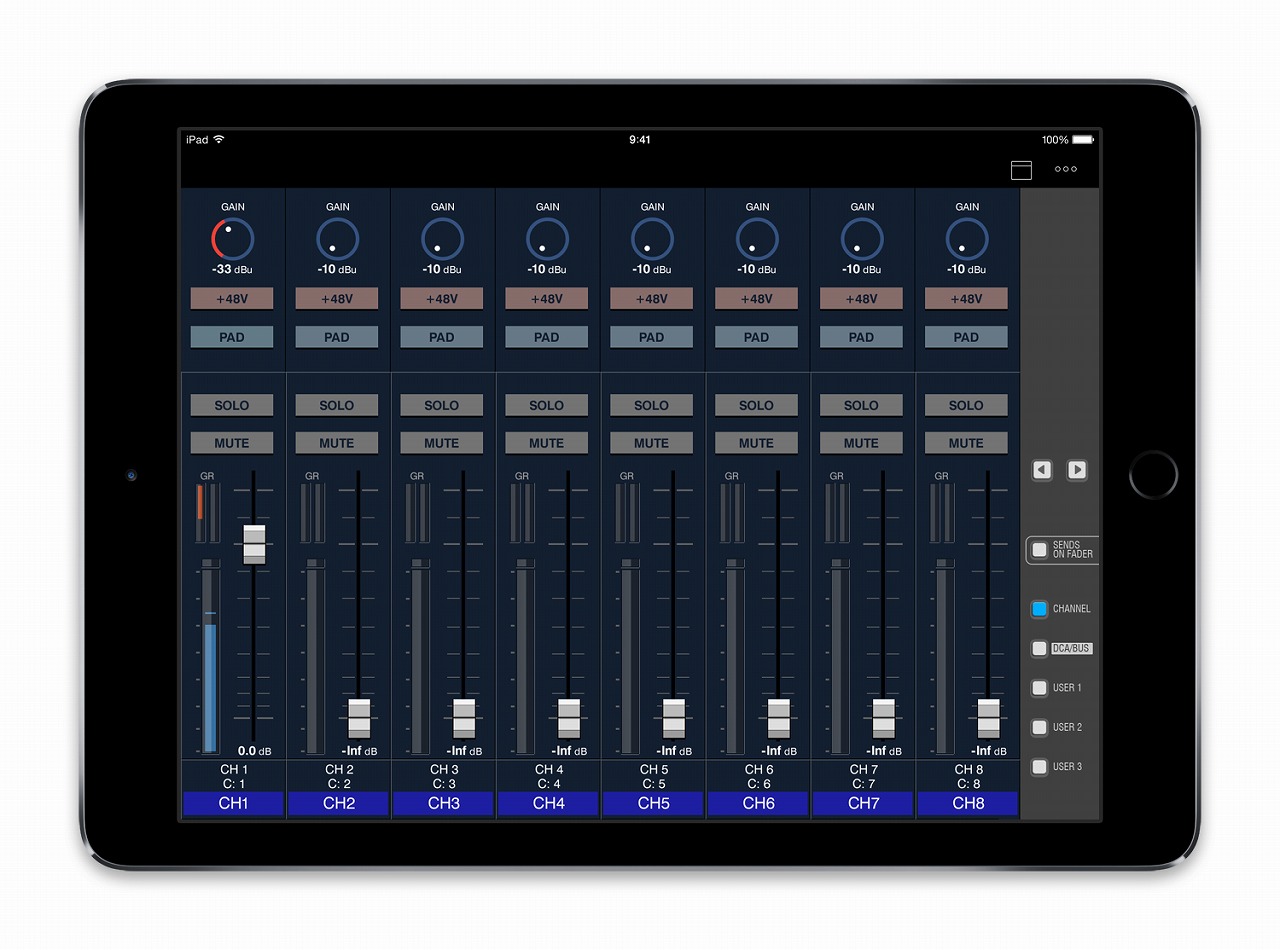 iPad 9:41 100%
GAIN GAIN GAIN GAIN GAIN GAIN GAIN GAIN
-33 dBu -10 dBu -10 dBu -10 dBu -10 dBu -10 dBu -10 dBu -10 dBu
+48V +48V +48V +48V +48V +48V +48V +48V
PAD PAD PAD PAD PAD PAD PAD PAD
SOLO SOLO SOLO SOLO SOLO SOLO SOLO SOLO
MUTE MUTE MUTE MUTE MUTE MUTE MUTE MUTE
GR GR GR GR GR GR GR GR
SENDS
ON FADER
CHANNEL
DCA/BUS
USER 1
USER 2
USER 3
0.0 dB -Inf dB -Inf dB -Inf dB -Inf dB -Inf dB -Inf dB -Inf dB
CH 1 CH 2 CH 3 CH 4 CH 5 CH 6 CH 7 CH 8
C: 1 C: 2 C: 3 C: 4 C: 5 C: 6 C: 7 C: 8
CH1 CH2 CH3 CH4 CH5 CH6 CH7 CH8